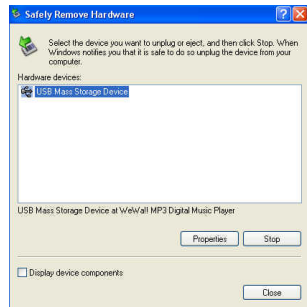 Safely Remove Hardware
Select the device you want to unplug or eject, and then click Stop. When
Windows notifies you that it is safe to do so unplug the device from your
computer.
Hardware devices:
USB Mass Storage Device
USB Mass Storage Device at WeWa!! MP3 Digital Music Player
Properties
Stop
Display device components
Close